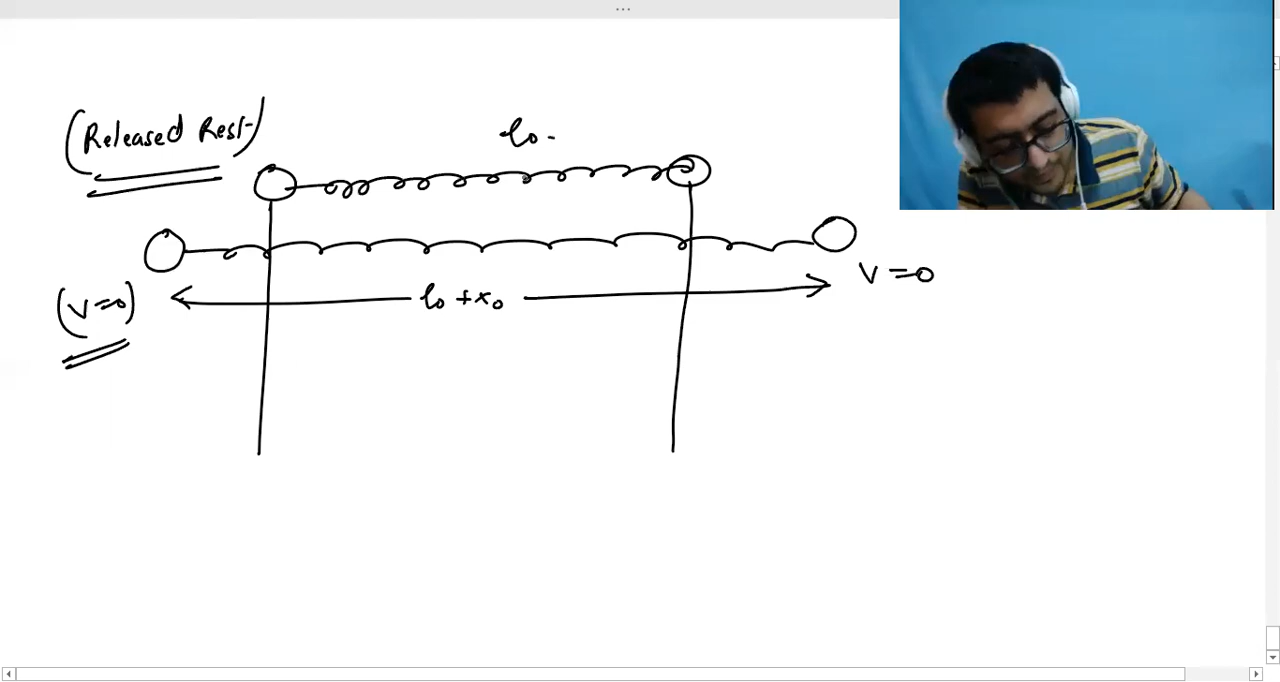 (Released Rest)
l0
V=0
(V=0)
l0 + x0